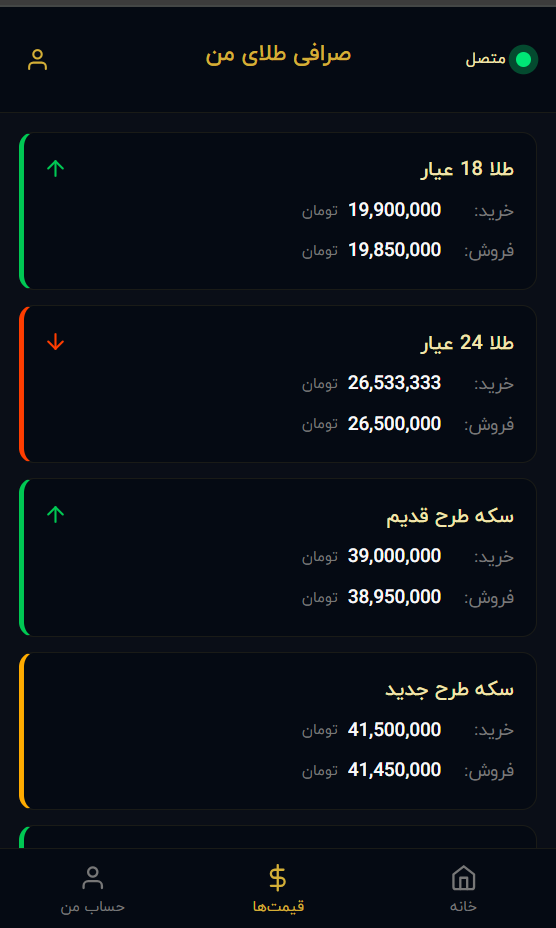 متصل
صرافی طلای من
طلا 18 عیار
خرید: 19,900,000 تومان
فروش: 19,850,000 تومان
طلا 24 عیار
خرید: 26,533,333 تومان
فروش: 26,500,000 تومان
سکه طرح قدیم
خرید: 39,000,000 تومان
فروش: 38,950,000 تومان
سکه طرح جدید
خرید: 41,500,000 تومان
فروش: 41,450,000 تومان
خانه
قیمت‌ها
حساب من